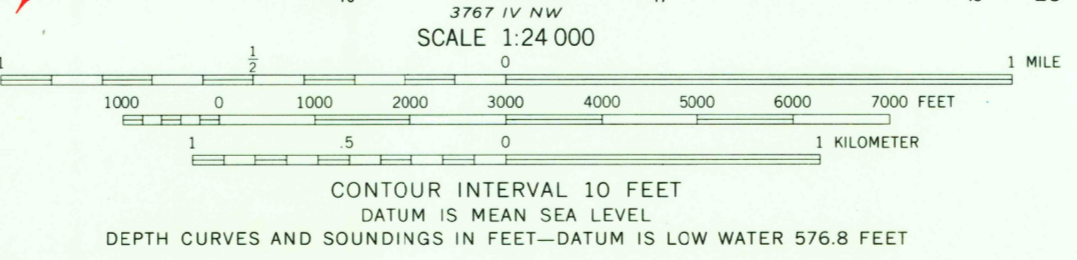 3767 IV NW
SCALE 1:24 000
1 ½ 0 1 MILE
1000 0 1000 2000 3000 4000 5000 6000 7000 FEET
1 .5 0 1 KILOMETER
CONTOUR INTERVAL 10 FEET
DATUM IS MEAN SEA LEVEL
DEPTH CURVES AND SOUNDINGS IN FEET—DATUM IS LOW WATER 576.8 FEET